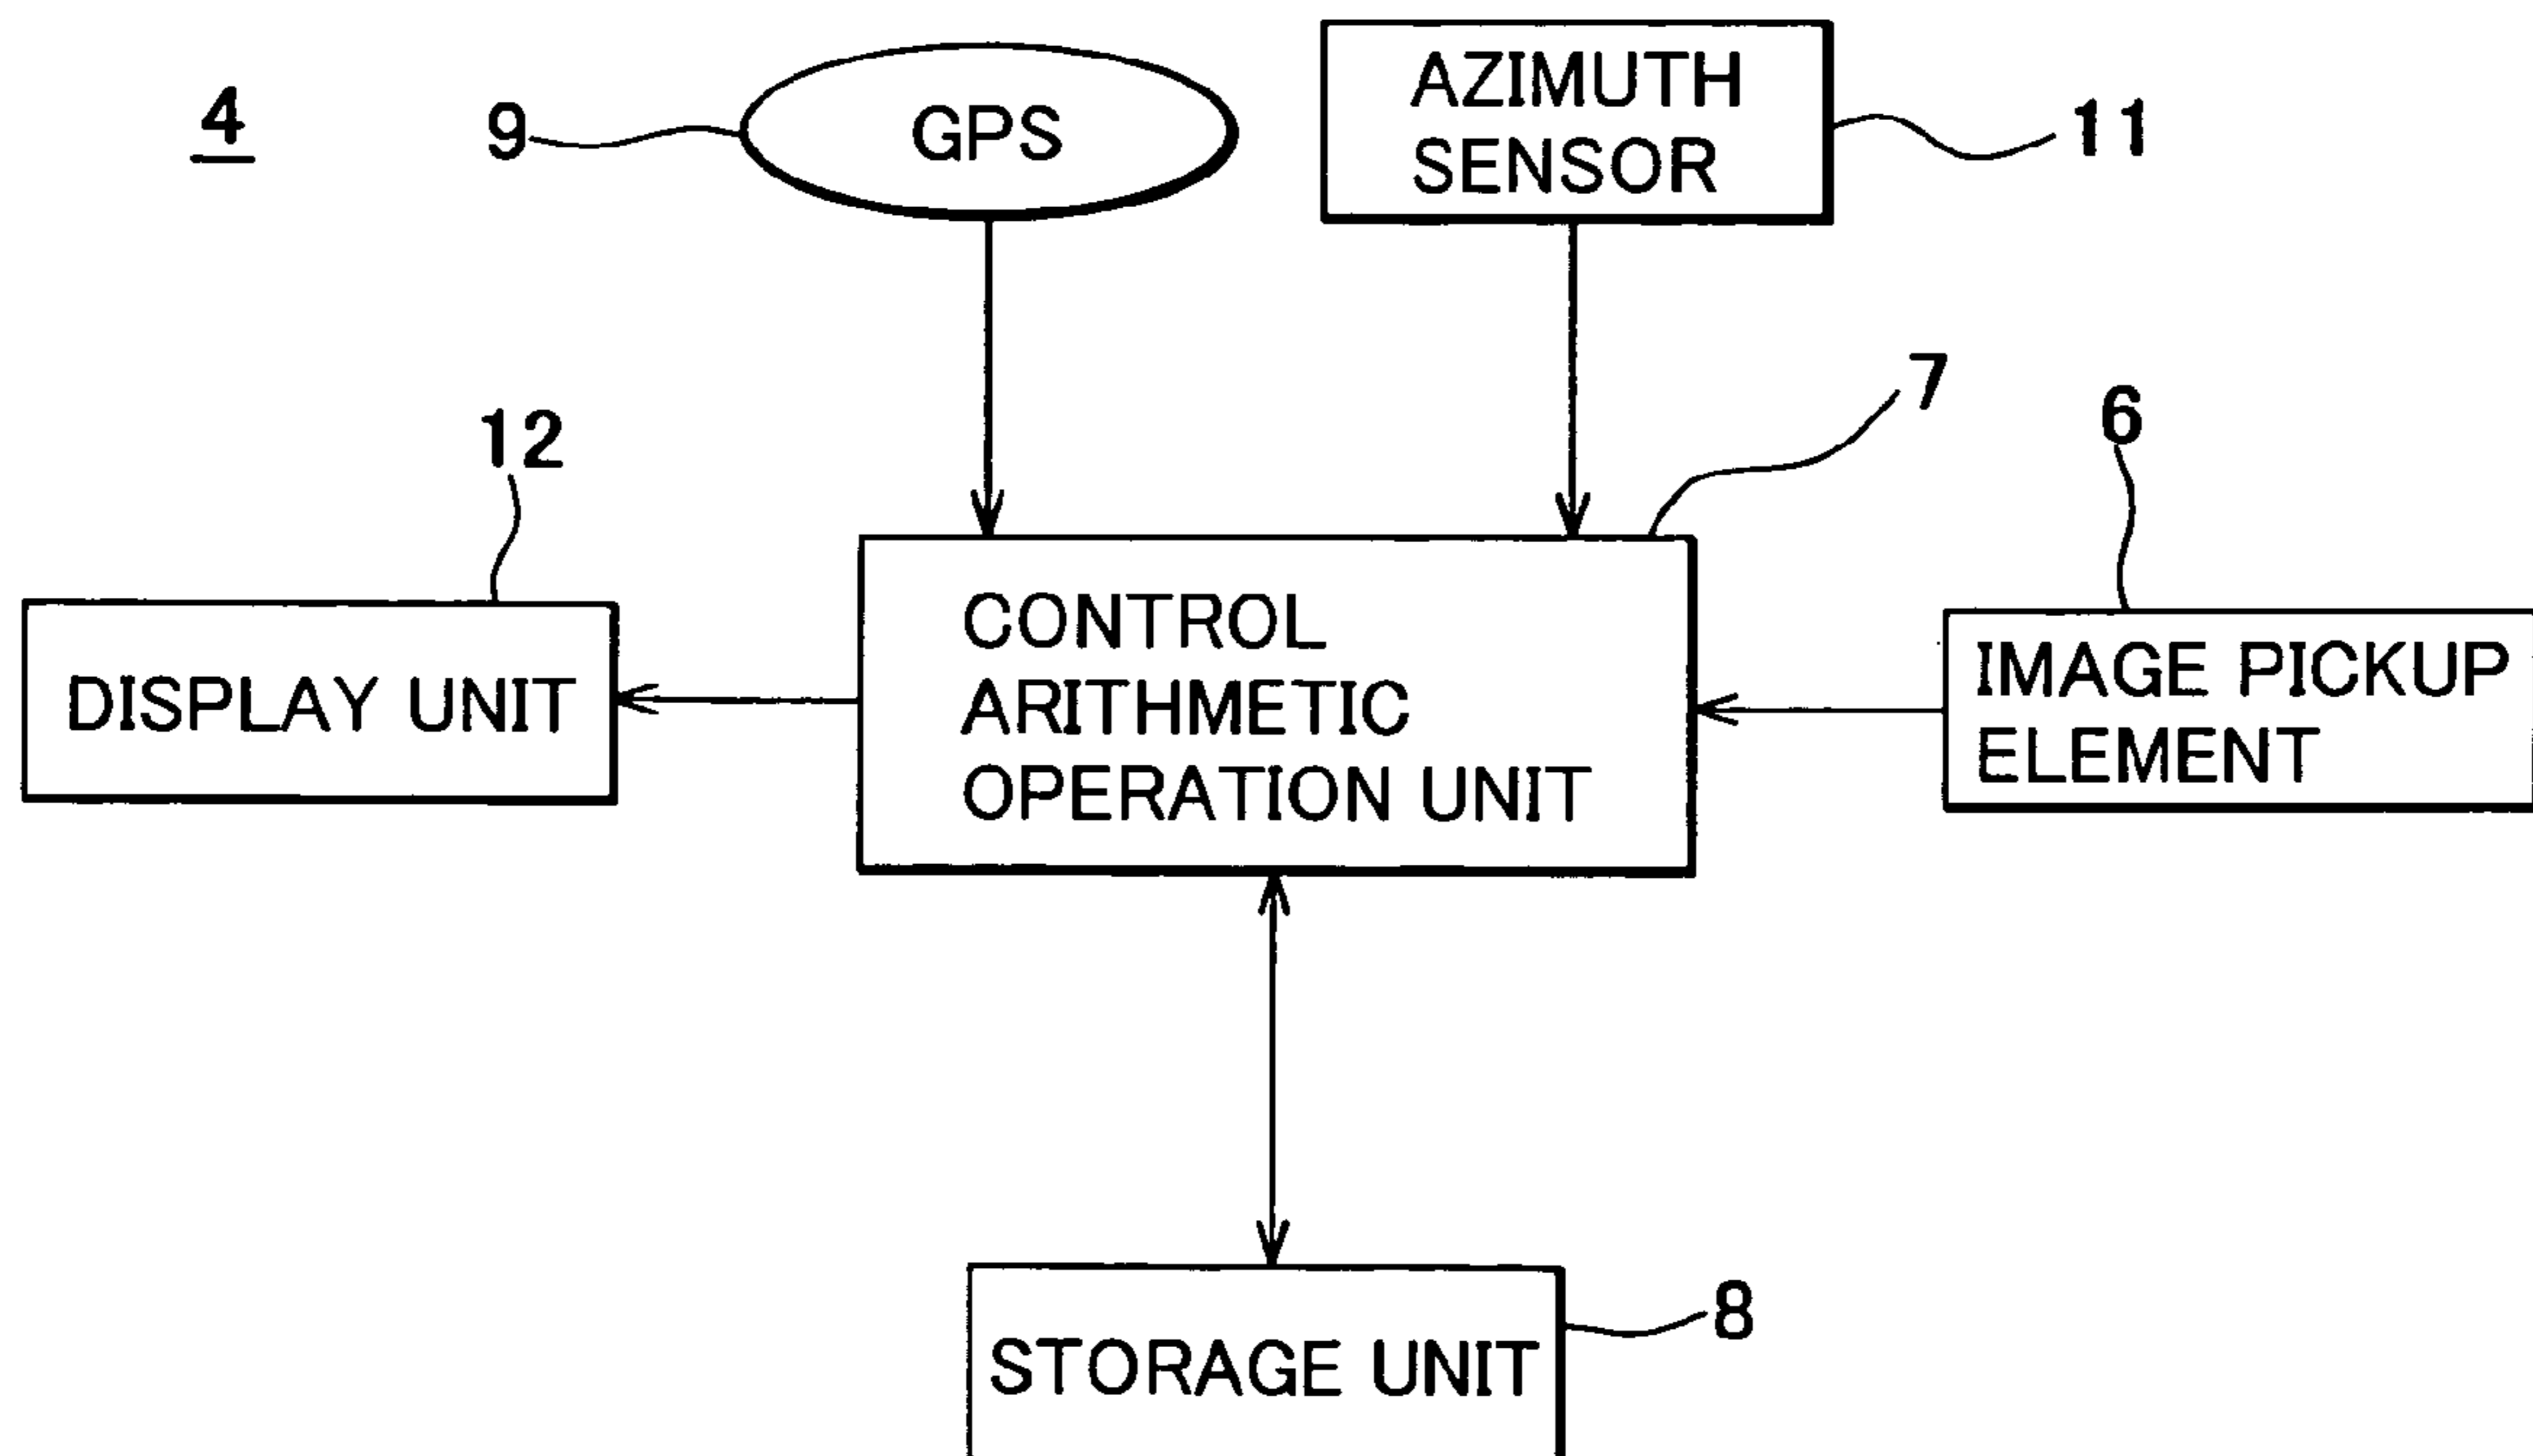 4
9
GPS
AZIMUTH
SENSOR
11
12
7
6
DISPLAY UNIT
CONTROL
ARITHMETIC
OPERATION UNIT
IMAGE PICKUP
ELEMENT
8
STORAGE UNIT